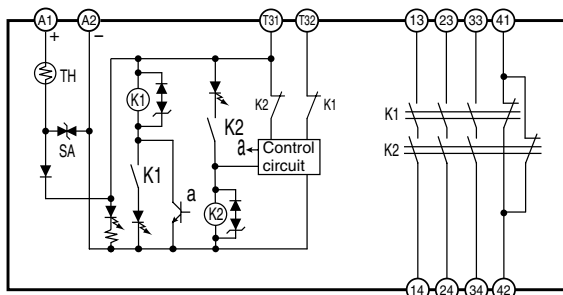 A1 A2 T31 T32 13 23 33 41
+ −
TH
K1
K2 K1
K1
K2
SA
a Control
circuit
K2
K1
a
K2
14 24 34 42